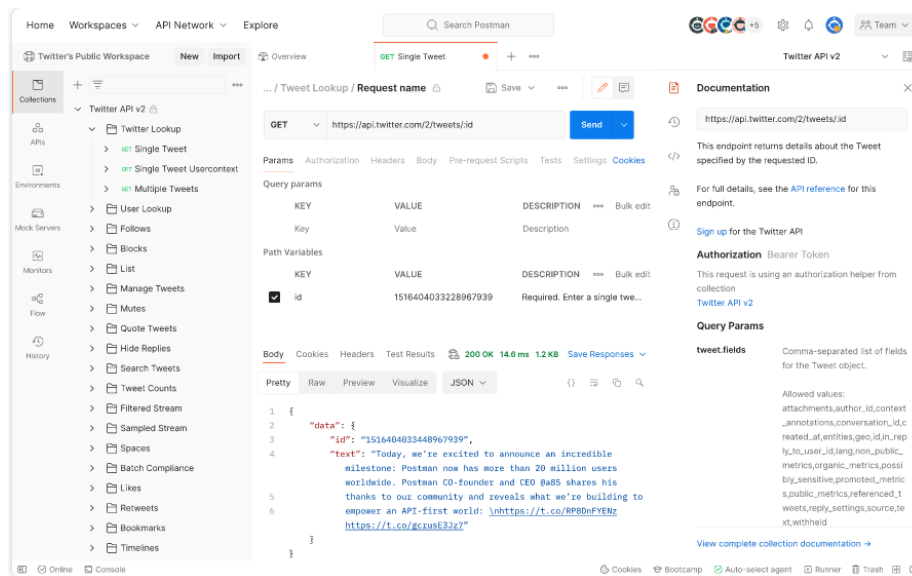 Home Workspaces API Network Explore Search Postman +5 Team
Twitter's Public Workspace New Import Overview GET Single Tweet Twitter API v2
Collections
APIs
Environments
Mock Servers
Monitors
Flow
History
Twitter API v2
Twitter Lookup
GET Single Tweet
GET Single Tweet Usercontext
GET Multiple Tweets
User Lookup
Follows
Blocks
List
Manage Tweets
Mutes
Quote Tweets
Hide Replies
Search Tweets
Tweet Counts
Filtered Stream
Sampled Stream
Spaces
Batch Compliance
Likes
Retweets
Bookmarks
Timelines
... / Tweet Lookup / Request name Save
GET https://api.twitter.com/2/tweets/:id Send
Params Authorization Headers Body Pre-request Scripts Tests Settings Cookies
Query params
KEY VALUE DESCRIPTION Bulk edit
Key Value Description
Path Variables
KEY VALUE DESCRIPTION Bulk edit
id 1516404033228967939 Required. Enter a single twe...
Body Cookies Headers Test Results 200 OK 14.6 ms 1.2 KB Save Responses
Pretty Raw Preview Visualize JSON {}
1 {
2 "data": {
3 "id": "1516404033448967939",
4 "text": "Today, we're excited to announce an incredible
milestone: Postman now has more than 20 million users
worldwide. Postman CO-founder and CEO @a85 shares his
5 thanks to our community and reveals what we're building to
6 empower an API-first world: \nhttps://t.co/RP8DnFYENz
https://t.co/gczusE3Jz7"
}
}
Documentation
https://api.twitter.com/2/tweets/:id
This endpoint returns details about the Tweet
specified by the requested ID.
For full details, see the API reference for this
endpoint.
Sign up for the Twitter API
Authorization Bearer Token
This request is using an authorization helper from
collection
Twitter API v2
Query Params
tweet.fields Comma-separated list of fields
for the Tweet object.
Allowed values:
attachments,author_id,context
_annotations,conversation_id,c
reated_at,entities,geo,id,in_rep
ly_to_user_id,lang,non_public_
metrics,organic_metrics,possi
bly_sensitive,promoted_metric
s,public_metrics,referenced_t
weets,reply_settings,source,te
xt,withheld
View complete collection documentation →
Online Console Cookies Bootcamp Auto-select agent Runner Trash